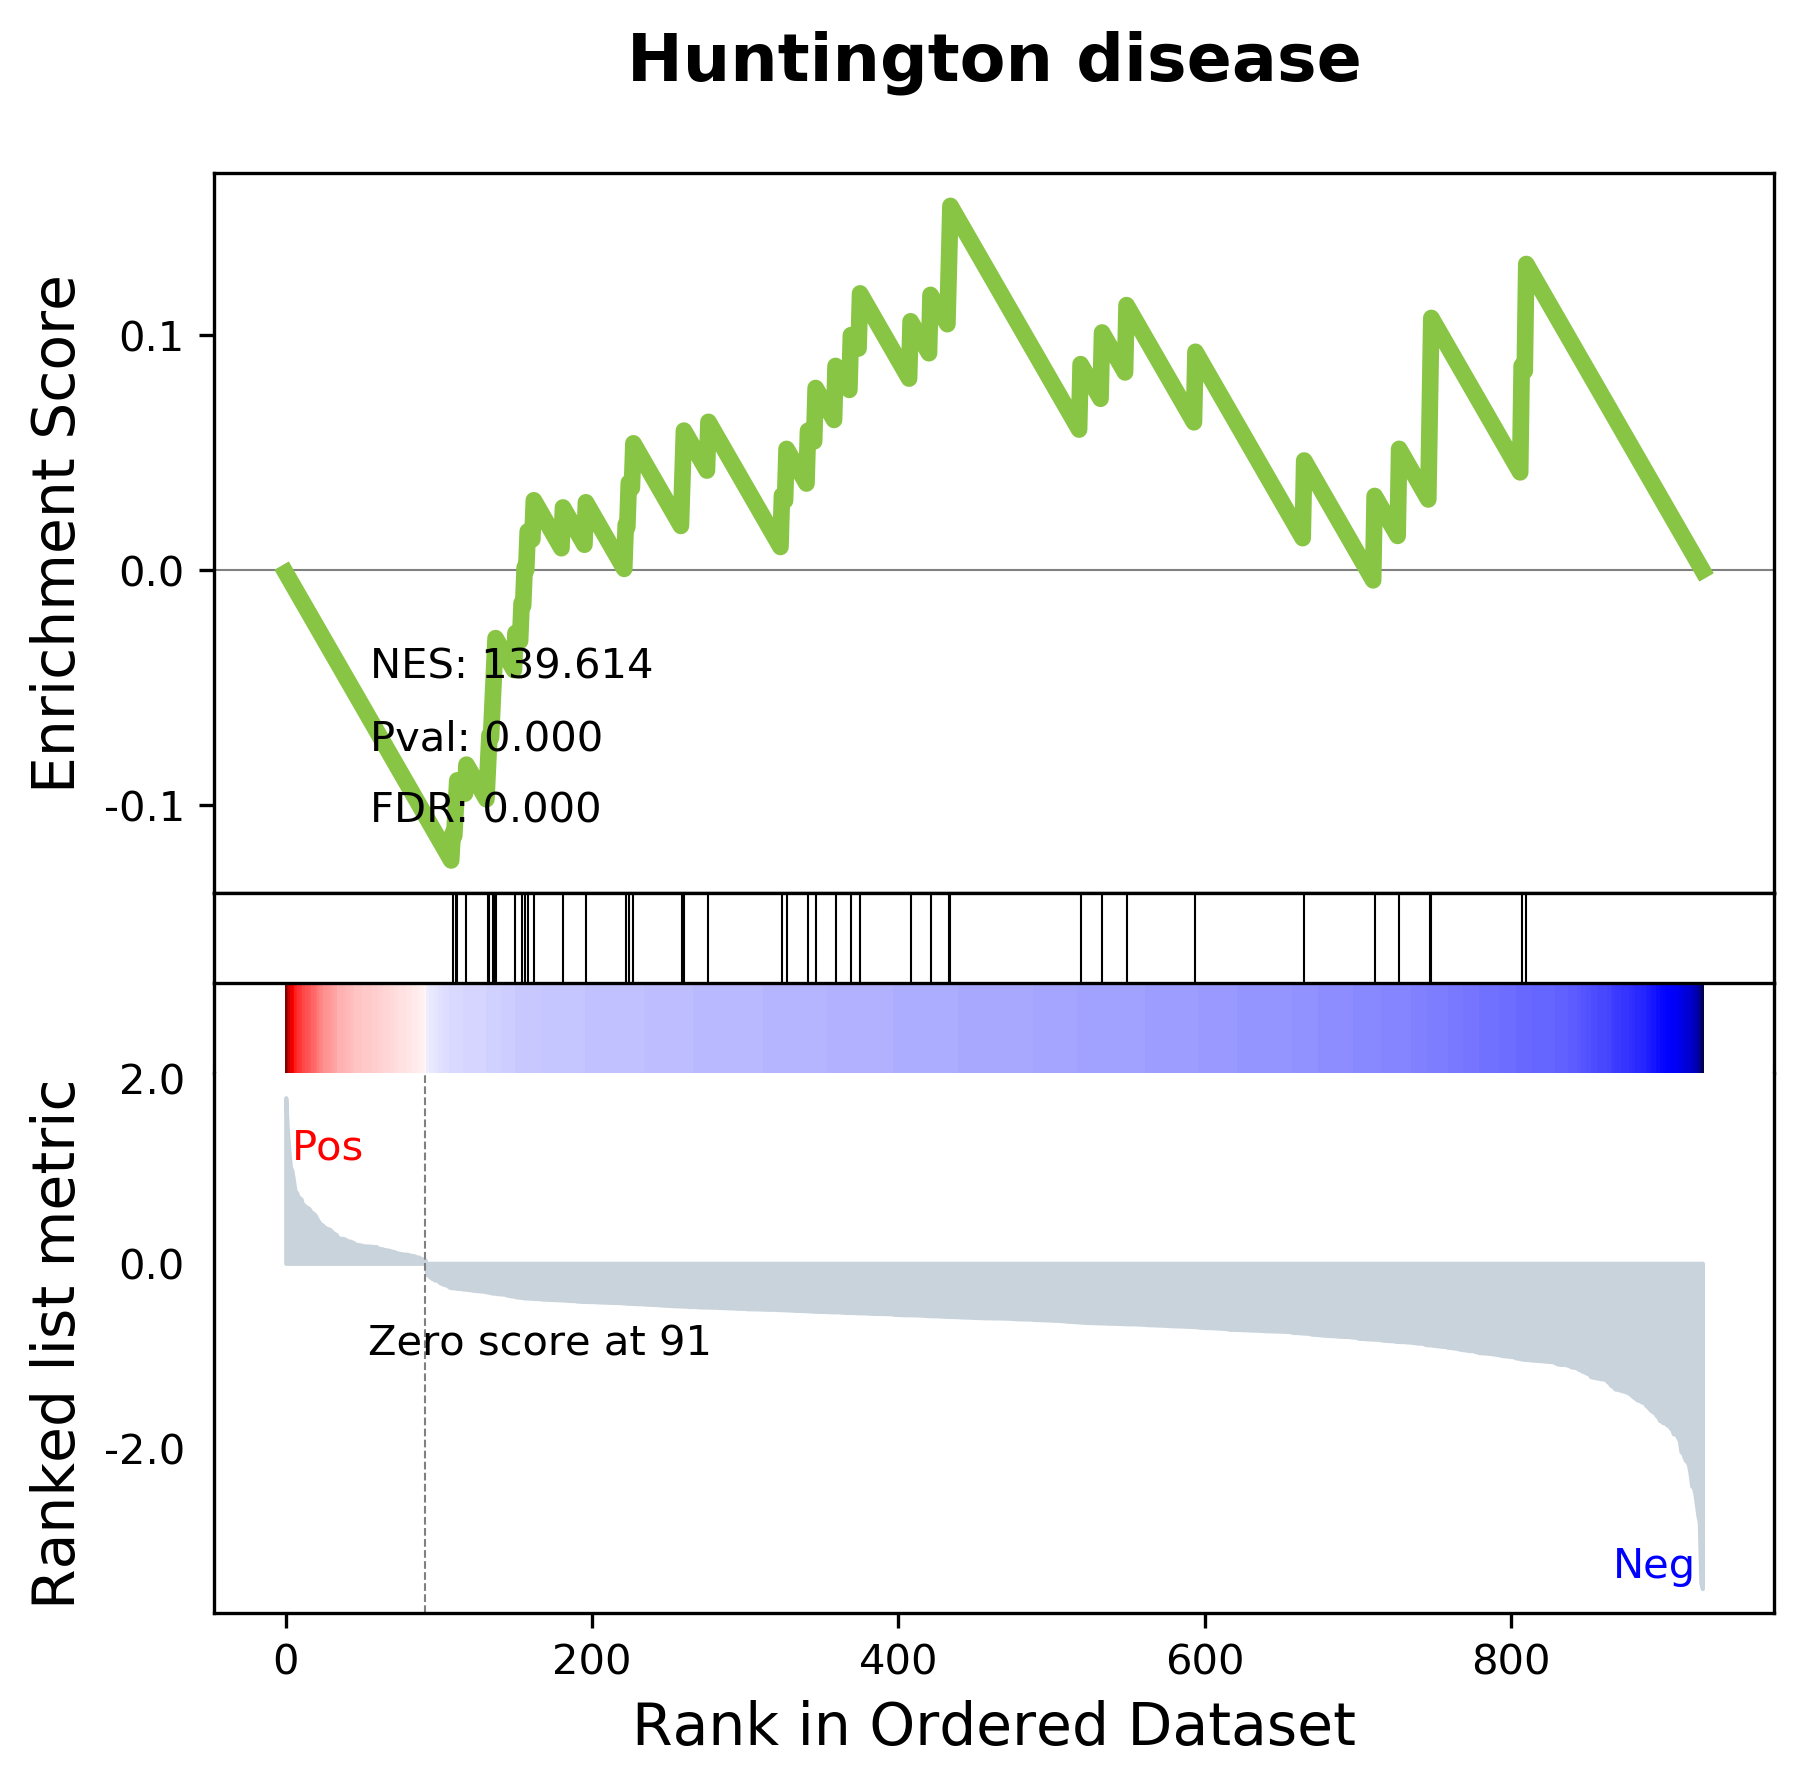 Huntington disease
Enrichment Score
0.1
0.0
-0.1
NES: 139.614
Pval: 0.000
FDR: 0.000
Ranked list metric
2.0
0.0
-2.0
Pos
Zero score at 91
Neg
0 200 400 600 800
Rank in Ordered Dataset